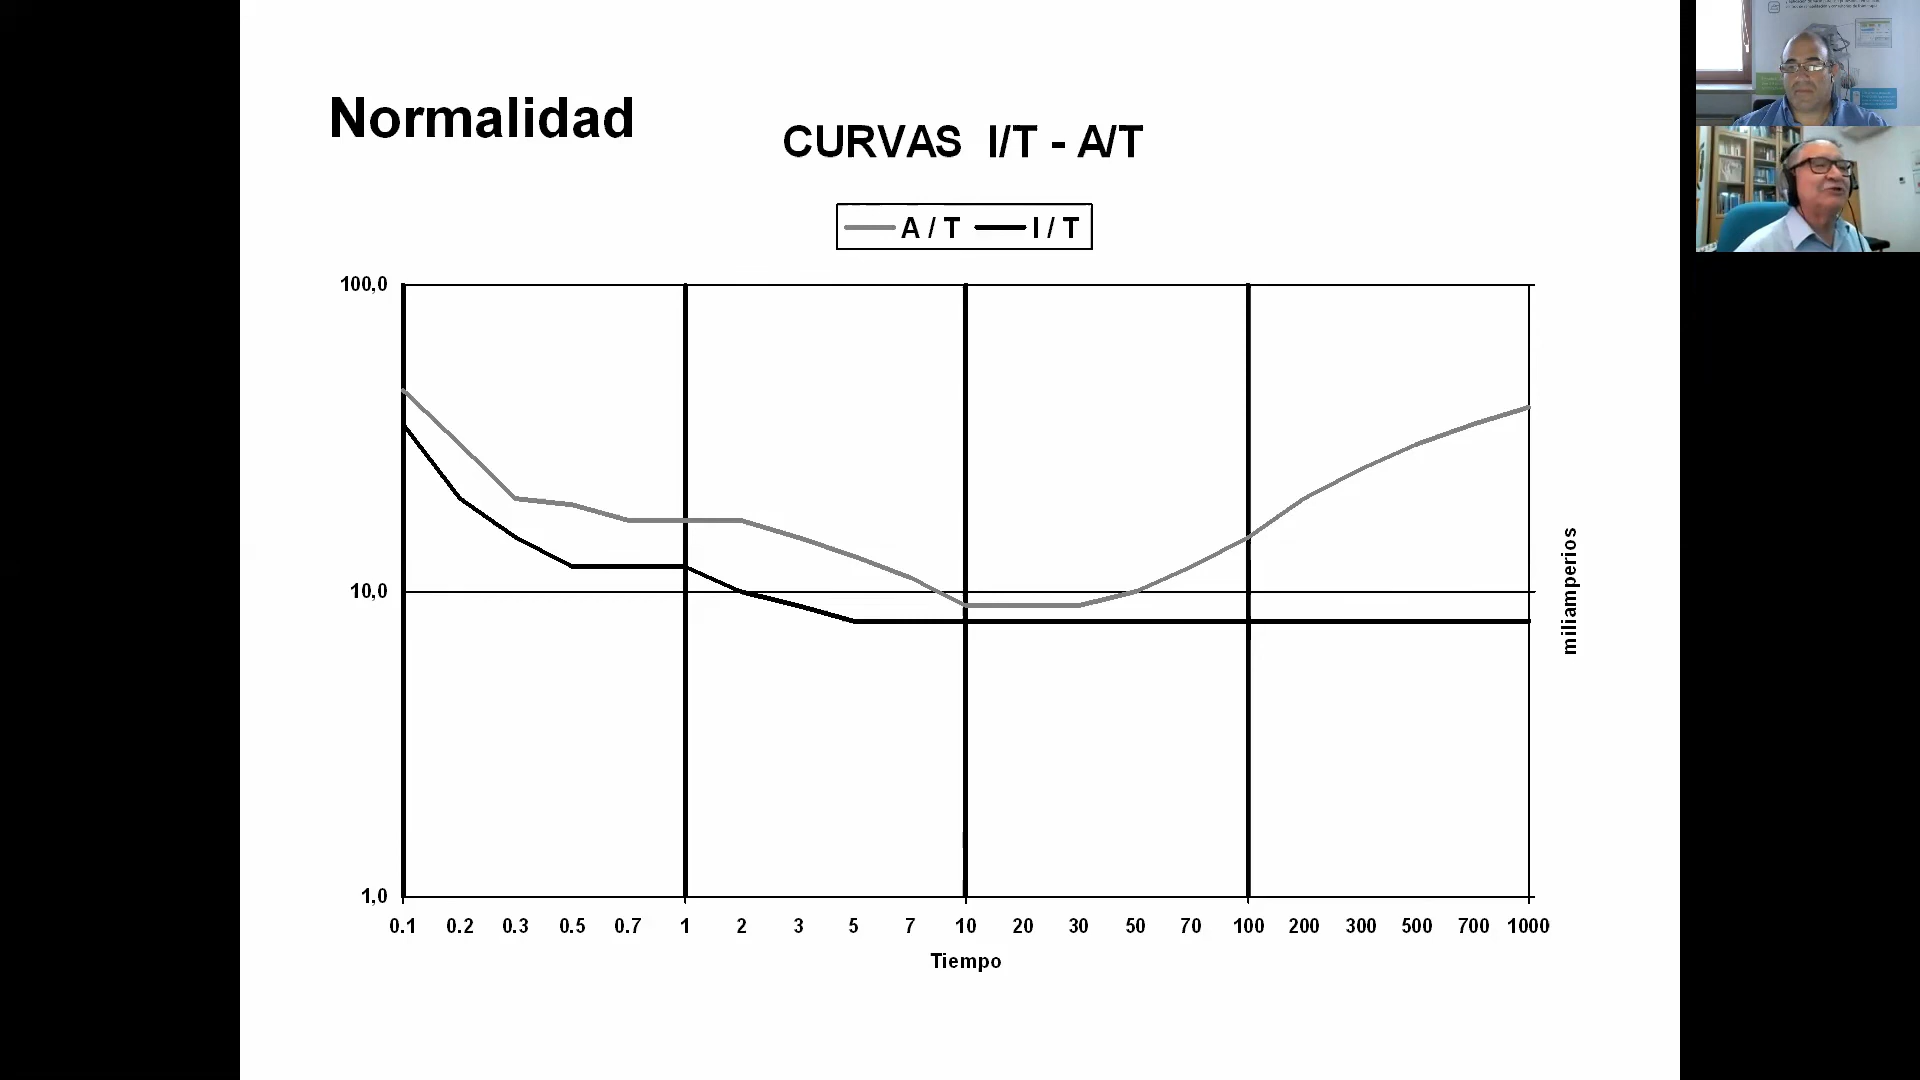 Normalidad
CURVAS I/T - A/T
A / T I / T
100,0
10,0
1,0
0.1 0.2 0.3 0.5 0.7 1 2 3 5 7 10 20 30 50 70 100 200 300 500 700 1000
Tiempo
miliamperios